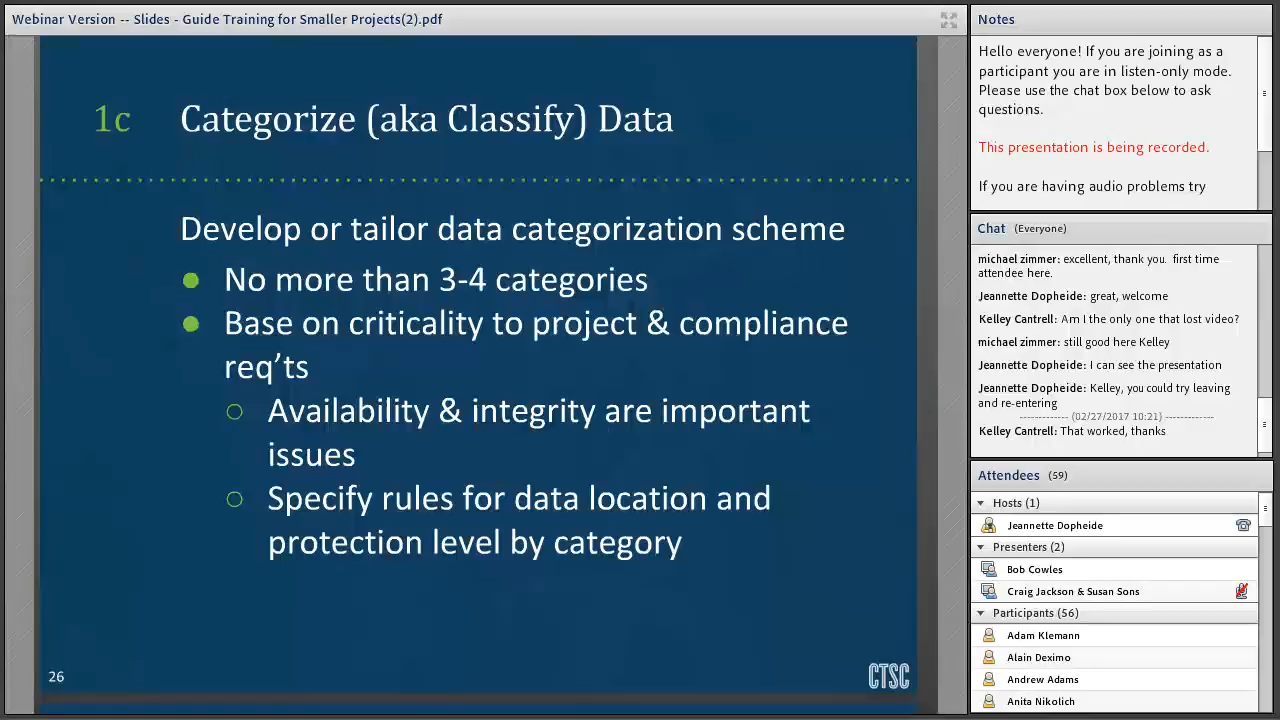 Webinar Version -- Slides - Guide Training for Smaller Projects(2).pdf
1c Categorize (aka Classify) Data
Develop or tailor data categorization scheme
No more than 3-4 categories
Base on criticality to project & compliance
req’ts
Availability & integrity are important
issues
Specify rules for data location and
protection level by category
26
CTSC
Notes
Hello everyone! If you are joining as a
participant you are in listen-only mode.
Please use the chat box below to ask
questions.
This presentation is being recorded.
If you are having audio problems try
Chat (Everyone)
michael zimmer: excellent, thank you. first time
attendee here.
Jeannette Dopheide: great, welcome
Kelley Cantrell: Am I the only one that lost video?
michael zimmer: still good here Kelley
Jeannette Dopheide: I can see the presentation
Jeannette Dopheide: Kelley, you could try leaving
and re-entering
------------- (02/27/2017 10:21) -------------
Kelley Cantrell: That worked, thanks
Attendees (59)
Hosts (1)
Jeannette Dopheide
Presenters (2)
Bob Cowles
Craig Jackson & Susan Sons
Participants (56)
Adam Klemann
Alain Deximo
Andrew Adams
Anita Nikolich